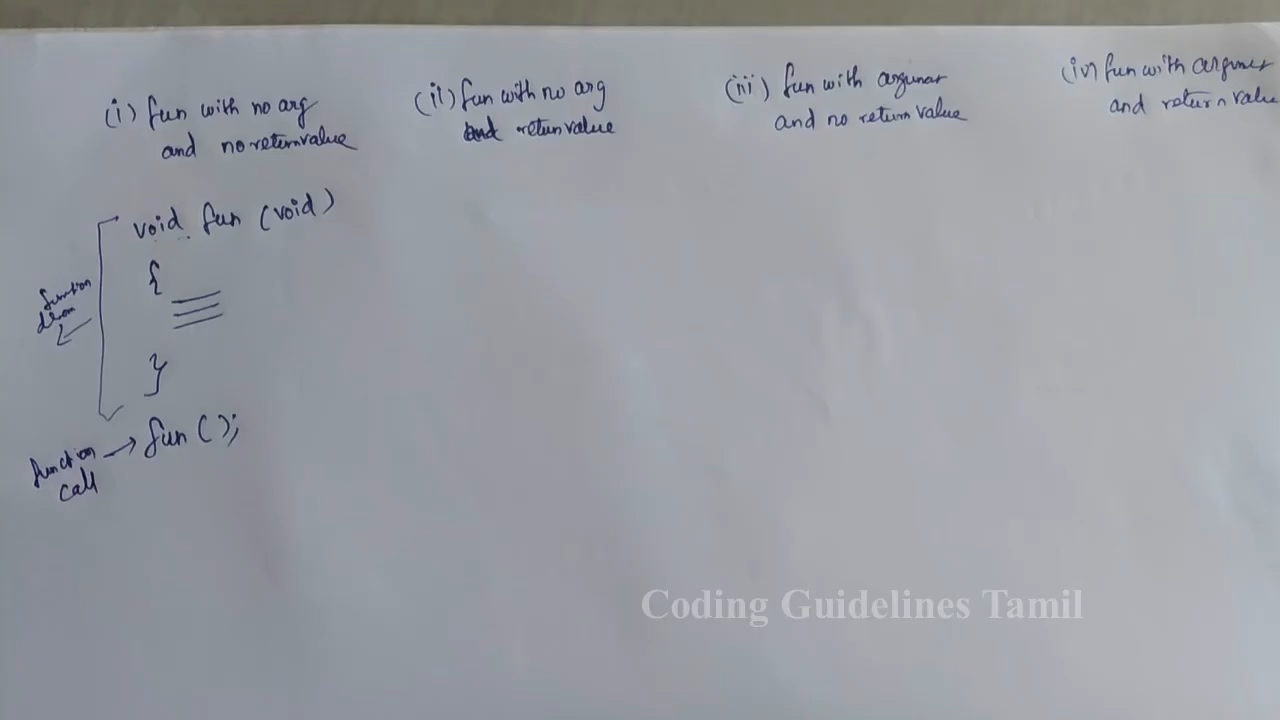 (i) fun with no arg
and no return value
(ii) fun with no arg
and return value
(iii) fun with argument
and no return value
(iv) fun with argument
and return value
void fun (void)
{
}
function
fun ();
function
call
Coding Guidelines Tamil